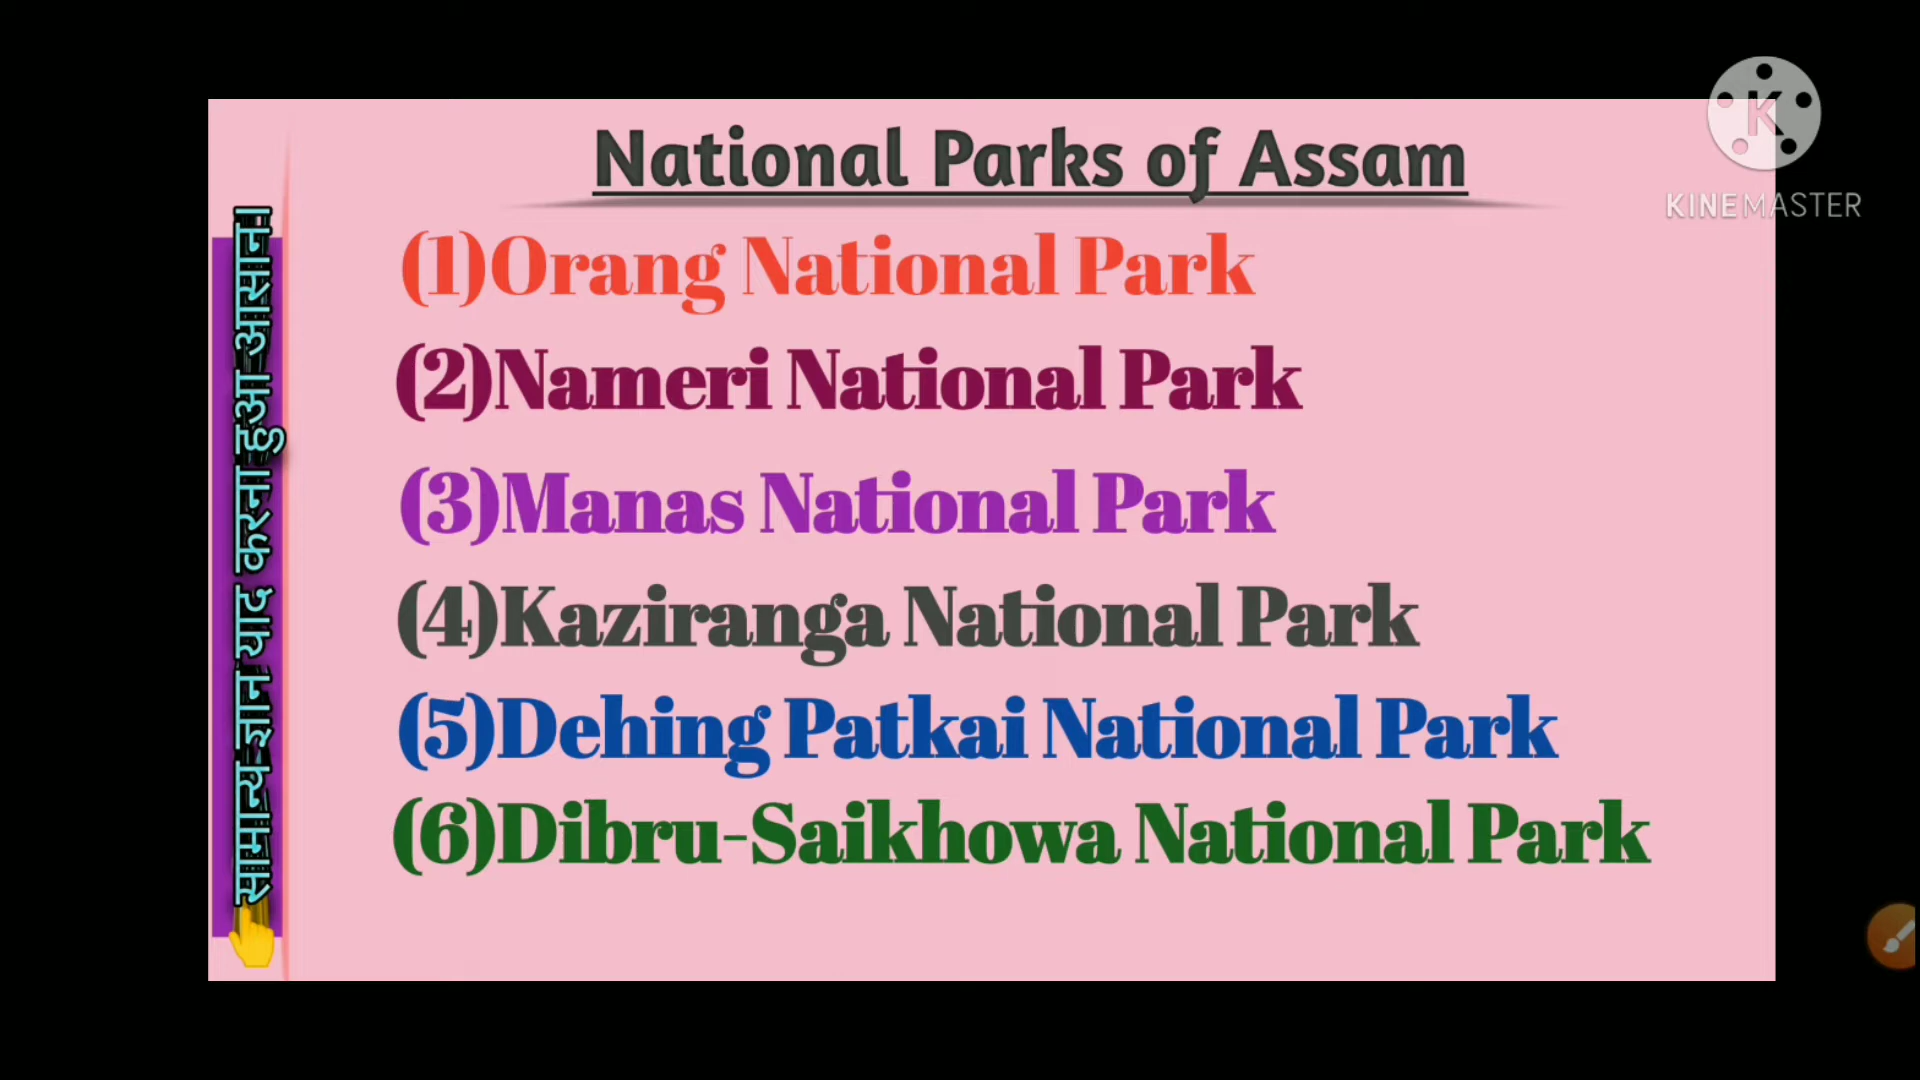 National Parks of Assam
(1)Orang National Park
(2)Nameri National Park
(3)Manas National Park
(4)Kaziranga National Park
(5)Dehing Patkai National Park
(6)Dibru-Saikhowa National Park
सामान्य ज्ञान याद करना हुआ आसान।
K
KINEMASTER